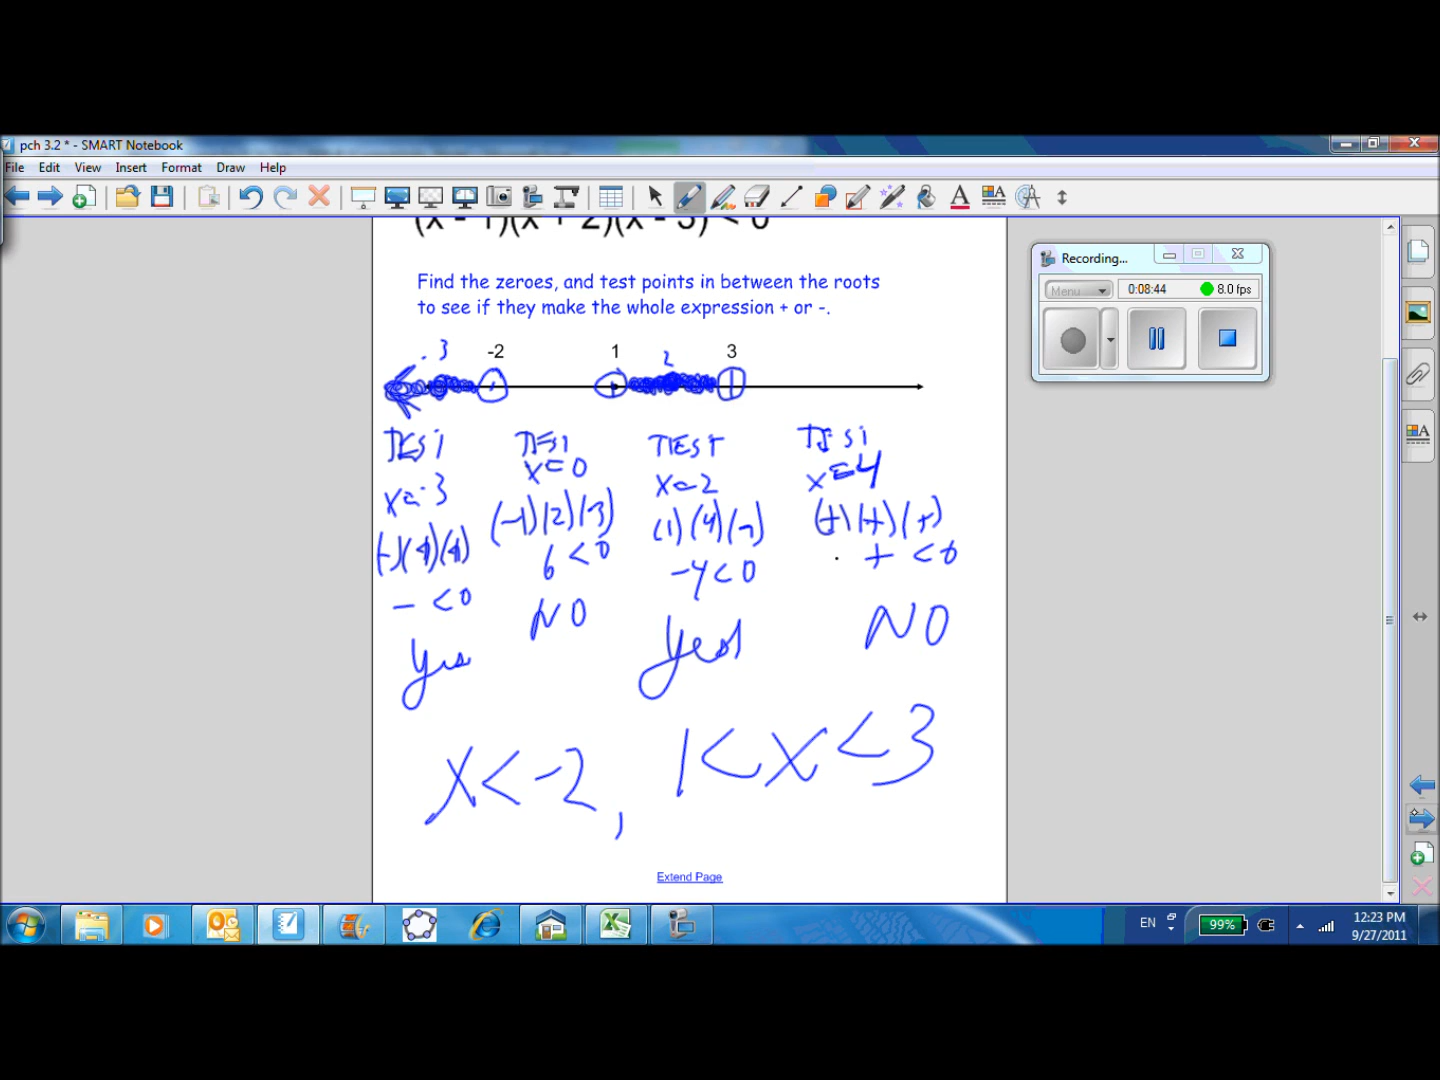 pch 3.2 * - SMART Notebook
File Edit View Insert Format Draw Help
(x - 1)(x + 2)(x - 3) < 0
Recording...
Menu 0:08:44 8.0 fps
Find the zeroes, and test points in between the roots
to see if they make the whole expression + or -.
-3 -2 1 2 3
TEST TEST TEST TEST
x=-3 x=0 x=2 x=4
(-1)(2)(-3) (1)(4)(-1) (+)(+)(+)
6 <0 -4<0 + <0
- <0 NO Yes NO
Yes
x<-2, 1<x<3
Extend Page
EN 99% 12:23 PM
9/27/2011